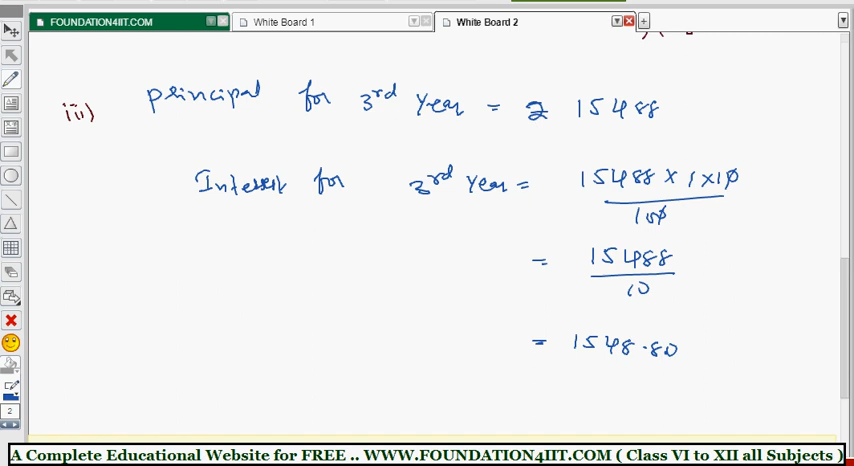 FOUNDATION4IIT.COM White Board 1 White Board 2
iii) Principal for 3rd Year = ₹ 15488
Interest for 3rd Year = 15488 × 1 × 10
100
= 15488
10
= 1548.80
2
A Complete Educational Website for FREE .. WWW.FOUNDATION4IIT.COM ( Class VI to XII all Subjects )